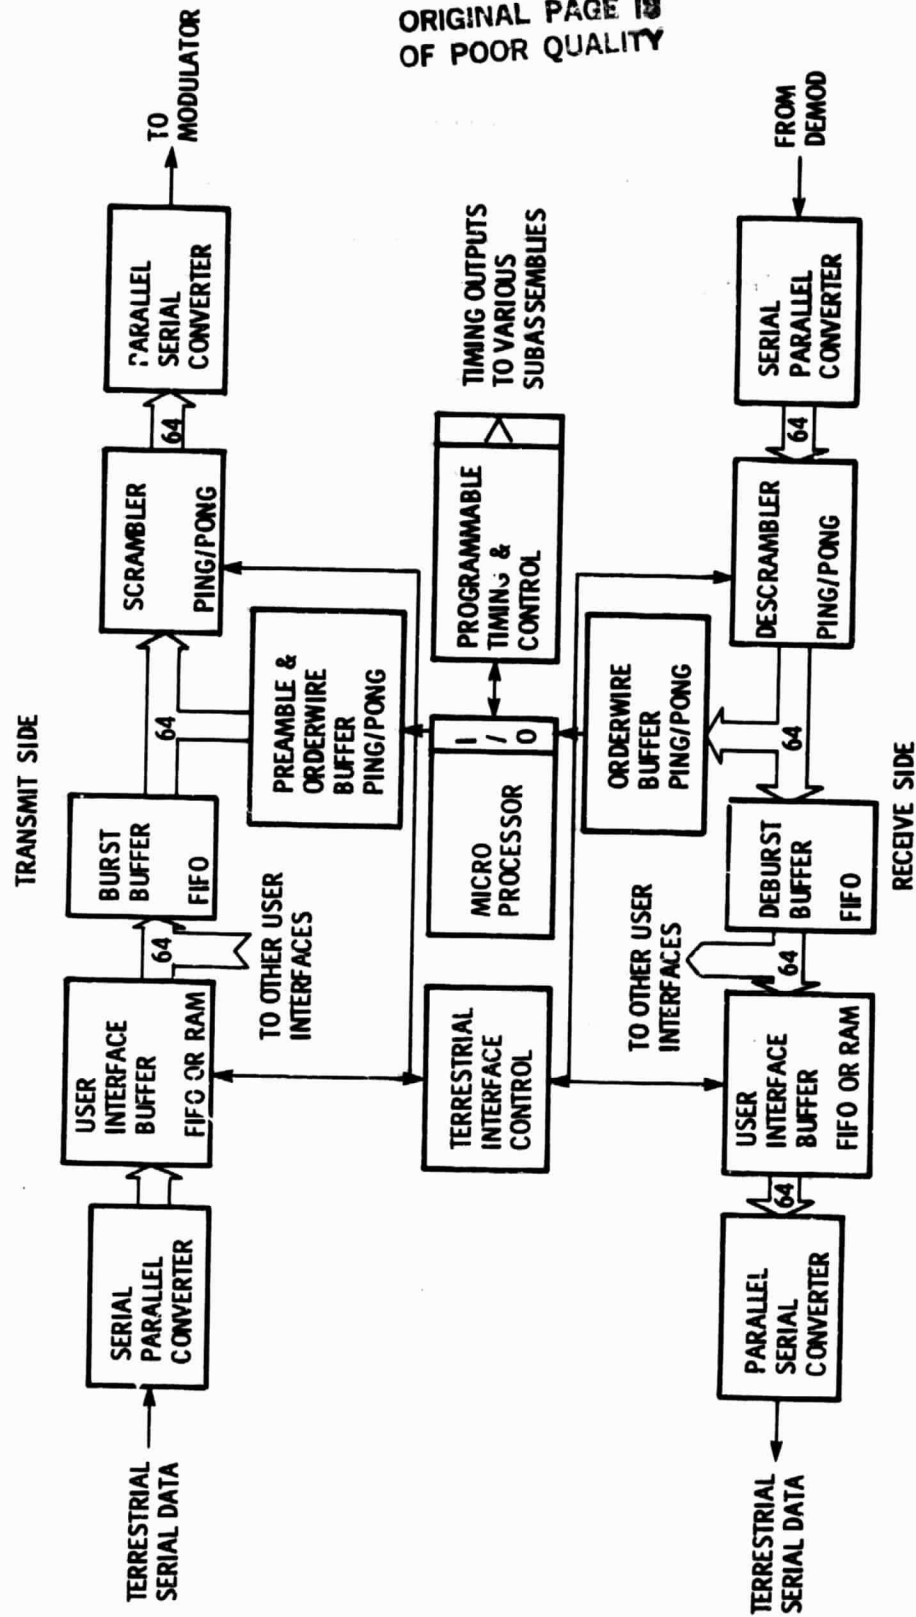 ORIGINAL PAGE IS
OF POOR QUALITY
TRANSMIT SIDE
TERRESTRIAL
SERIAL DATA
SERIAL
PARALLEL
CONVERTER
USER
INTERFACE
BUFFER
FIFO OR RAM
64
TO OTHER USER
INTERFACES
BURST
BUFFER
FIFO
64
PREAMBLE &
ORDERWIRE
BUFFER
PING/PONG
SCRAMBLER
PING/PONG
64
PARALLEL
SERIAL
CONVERTER
TO
MODULATOR
TERRESTRIAL
INTERFACE
CONTROL
MICRO
PROCESSOR
I/O
PROGRAMMABLE
TIMING &
CONTROL
TIMING OUTPUTS
TO VARIOUS
SUBASSEMBLIES
TERRESTRIAL
SERIAL DATA
PARALLEL
SERIAL
CONVERTER
64
USER
INTERFACE
BUFFER
FIFO OR RAM
TO OTHER USER
INTERFACES
64
DEBURST
BUFFER
FIFO
ORDERWIRE
BUFFER
PING/PONG
64
DESCRAMBLER
PING/PONG
64
SERIAL
PARALLEL
CONVERTER
FROM
DEMOD
RECEIVE SIDE